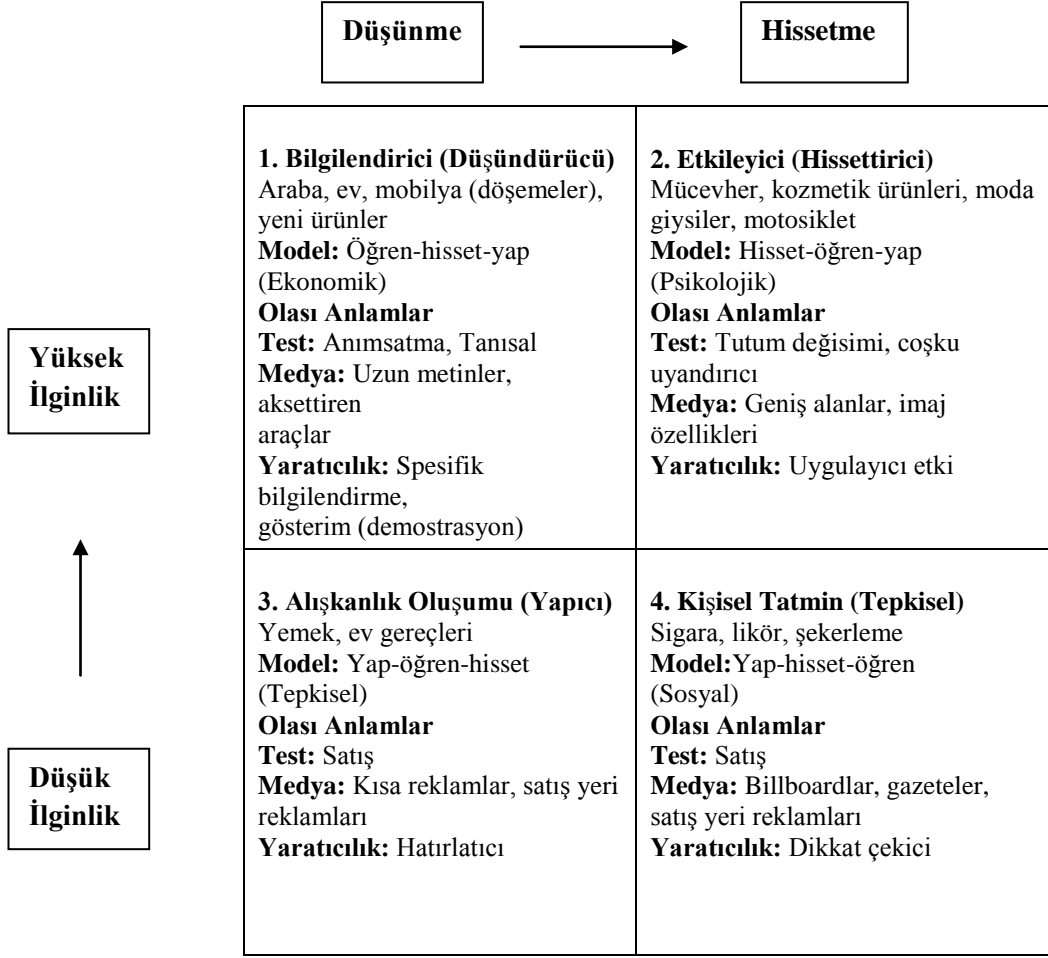 Düşünme
Hissetme
Yüksek
İlginlik
Düşük
İlginlik
1. Bilgilendirici (Düşündürücü)
Araba, ev, mobilya (döşemeler),
yeni ürünler
Model: Öğren-hisset-yap
(Ekonomik)
Olası Anlamlar
Test: Anımsatma, Tanısal
Medya: Uzun metinler,
aksettiren
araçlar
Yaratıcılık: Spesifik
bilgilendirme,
gösterim (demostrasyon)
2. Etkileyici (Hissettirici)
Mücevher, kozmetik ürünleri, moda
giysiler, motosiklet
Model: Hisset-öğren-yap
(Psikolojik)
Olası Anlamlar
Test: Tutum değisimi, coşku
uyandırıcı
Medya: Geniş alanlar, imaj
özellikleri
Yaratıcılık: Uygulayıcı etki
3. Alışkanlık Oluşumu (Yapıcı)
Yemek, ev gereçleri
Model: Yap-öğren-hisset
(Tepkisel)
Olası Anlamlar
Test: Satış
Medya: Kısa reklamlar, satış yeri
reklamları
Yaratıcılık: Hatırlatıcı
4. Kişisel Tatmin (Tepkisel)
Sigara, likör, şekerleme
Model:Yap-hisset-öğren
(Sosyal)
Olası Anlamlar
Test: Satış
Medya: Billboardlar, gazeteler,
satış yeri reklamları
Yaratıcılık: Dikkat çekici